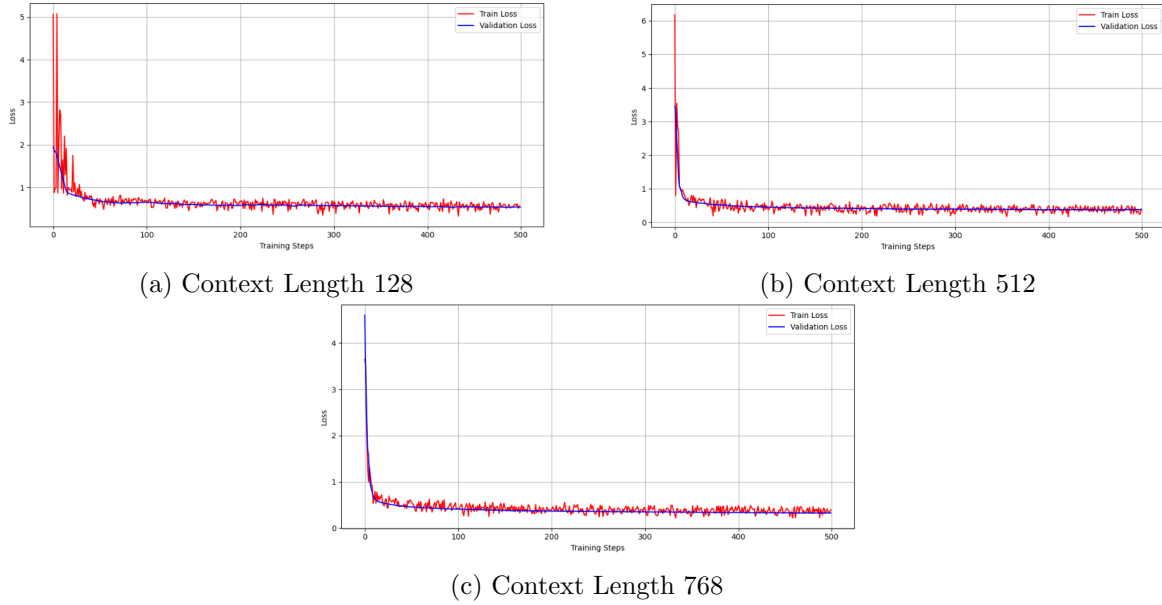 5
4
3
2
1
Loss
0
100
200
300
400
500
Training Steps
Train Loss
Validation Loss
(a) Context Length 128
6
5
4
3
2
1
0
Loss
0
100
200
300
400
500
Training Steps
Train Loss
Validation Loss
(b) Context Length 512
4
3
2
1
0
Loss
0
100
200
300
400
500
Training Steps
Train Loss
Validation Loss
(c) Context Length 768